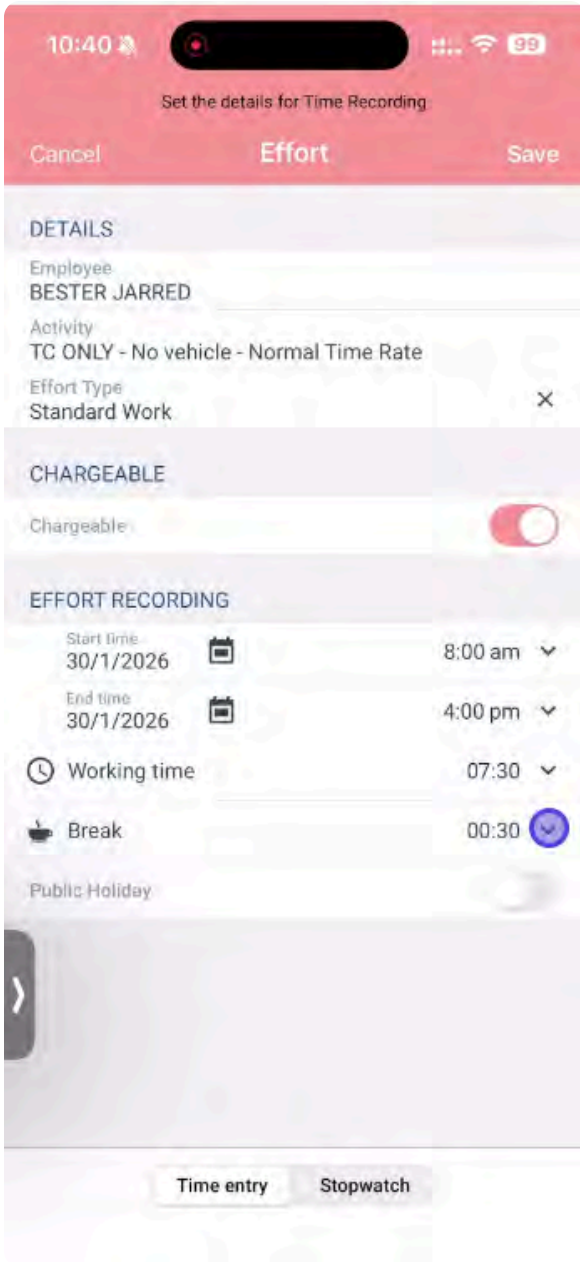 10:40
99
Set the details for Time Recording
Cancel Effort Save
DETAILS
Employee
BESTER JARRED
Activity
TC ONLY - No vehicle - Normal Time Rate
Effort Type
Standard Work
CHARGEABLE
Chargeable
EFFORT RECORDING
Start time
30/1/2026 8:00 am
End time
30/1/2026 4:00 pm
Working time 07:30
Break 00:30
Public Holiday
Time entry Stopwatch